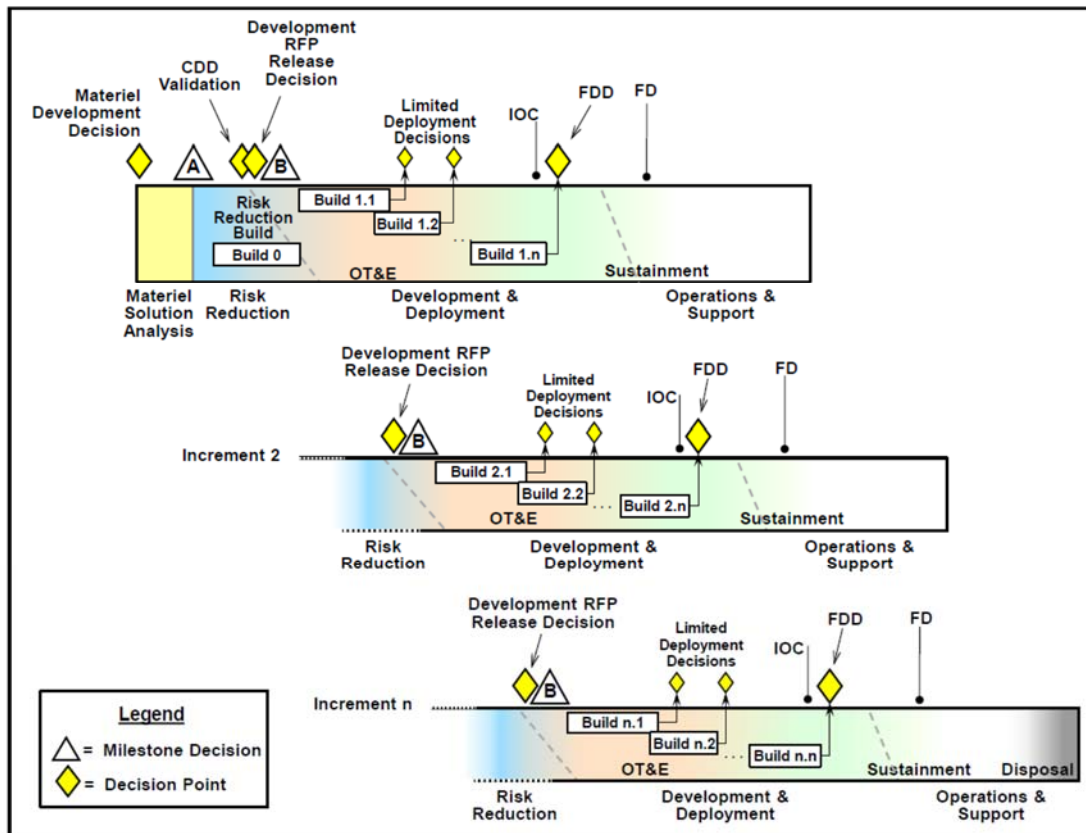 Materiel
Development
Decision
CDD
Validation
Development
RFP
Release
Decision
Limited
Deployment
Decisions
IOC
FDD
FD
A
B
Build 1.1
Build 1.2
...
Build 1.n
Risk
Reduction
Build
Build 0
OT&E
Sustainment
Materiel
Solution
Analysis
Risk
Reduction
Development &
Deployment
Operations &
Support
Development RFP
Release Decision
Limited
Deployment
Decisions
IOC
FDD
FD
B
Increment 2
Build 2.1
Build 2.2
....
Build 2.n
OT&E
Sustainment
Risk
Reduction
Development &
Deployment
Operations &
Support
Development RFP
Release Decision
Limited
Deployment
Decisions
IOC
FDD
FD
B
Increment n
Build n.1
Build n.2
....
Build n.n
OT&E
Sustainment
Disposal
Risk
Reduction
Development &
Deployment
Operations &
Support
Legend
= Milestone Decision
= Decision Point